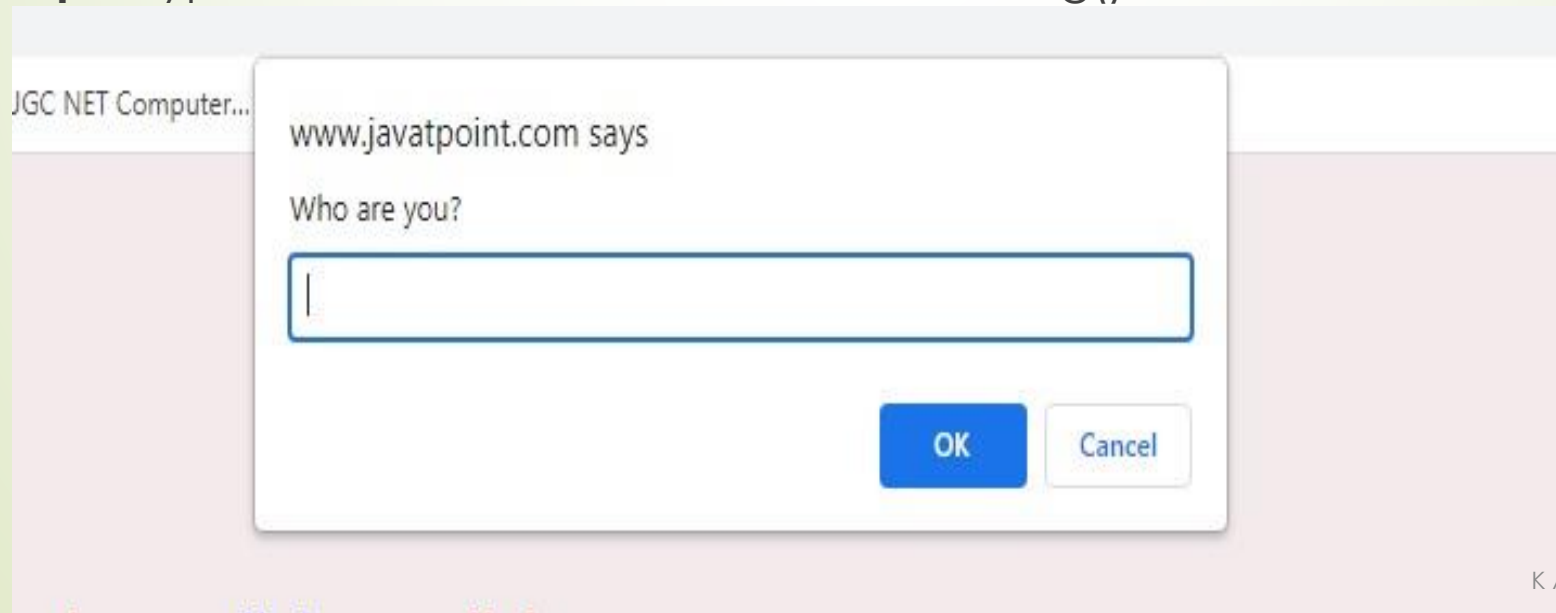 JGC NET Computer...
www.javatpoint.com says
Who are you?
OK
Cancel
K